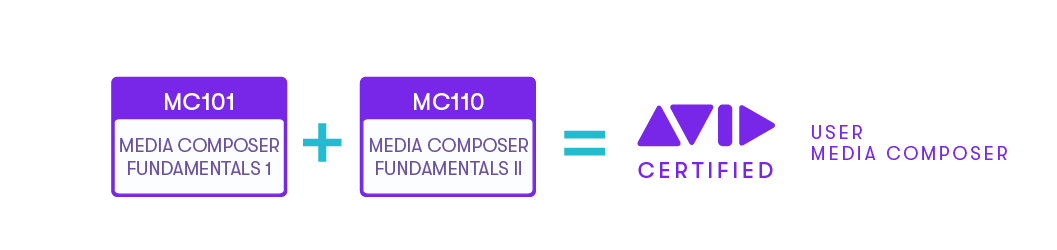 MC101
MEDIA COMPOSER
FUNDAMENTALS 1
+
MC110
MEDIA COMPOSER
FUNDAMENTALS II
=
AVID
CERTIFIED
USER
MEDIA COMPOSER